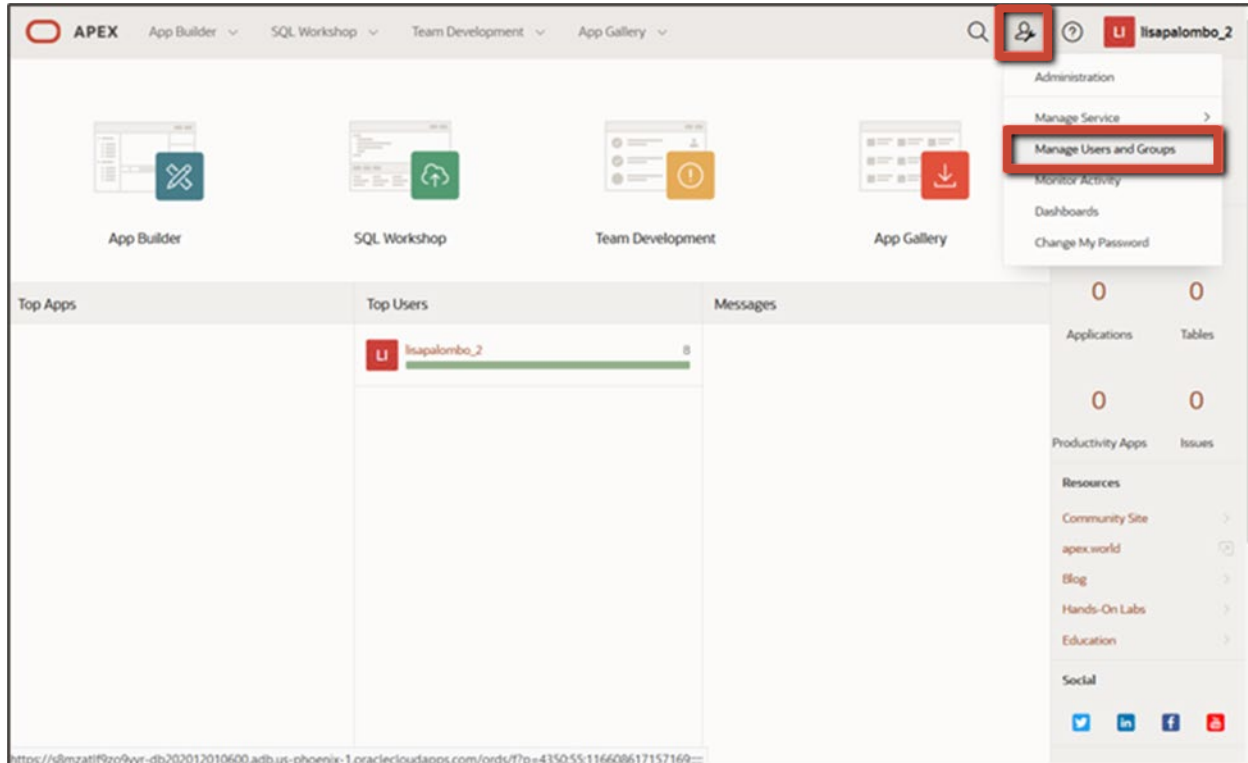 APEX App Builder SQL Workshop Team Development App Gallery LI lisapalombo_2
Administration
Manage Service
Manage Users and Groups
Monitor Activity
Dashboards
Change My Password
App Builder SQL Workshop Team Development App Gallery
Top Apps Top Users Messages
LI lisapalombo_2 8
0 0
Applications Tables
0 0
Productivity Apps Issues
Resources
Community Site
apex.world
Blog
Hands-On Labs
Education
Social